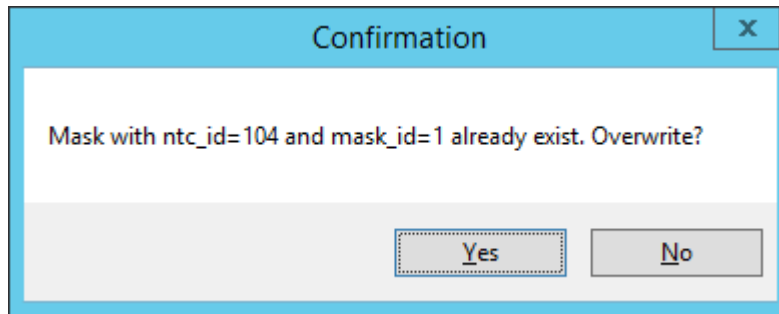 Confirmation
x
Mask with ntc_id=104 and mask_id=1 already exist. Overwrite?
Yes
No